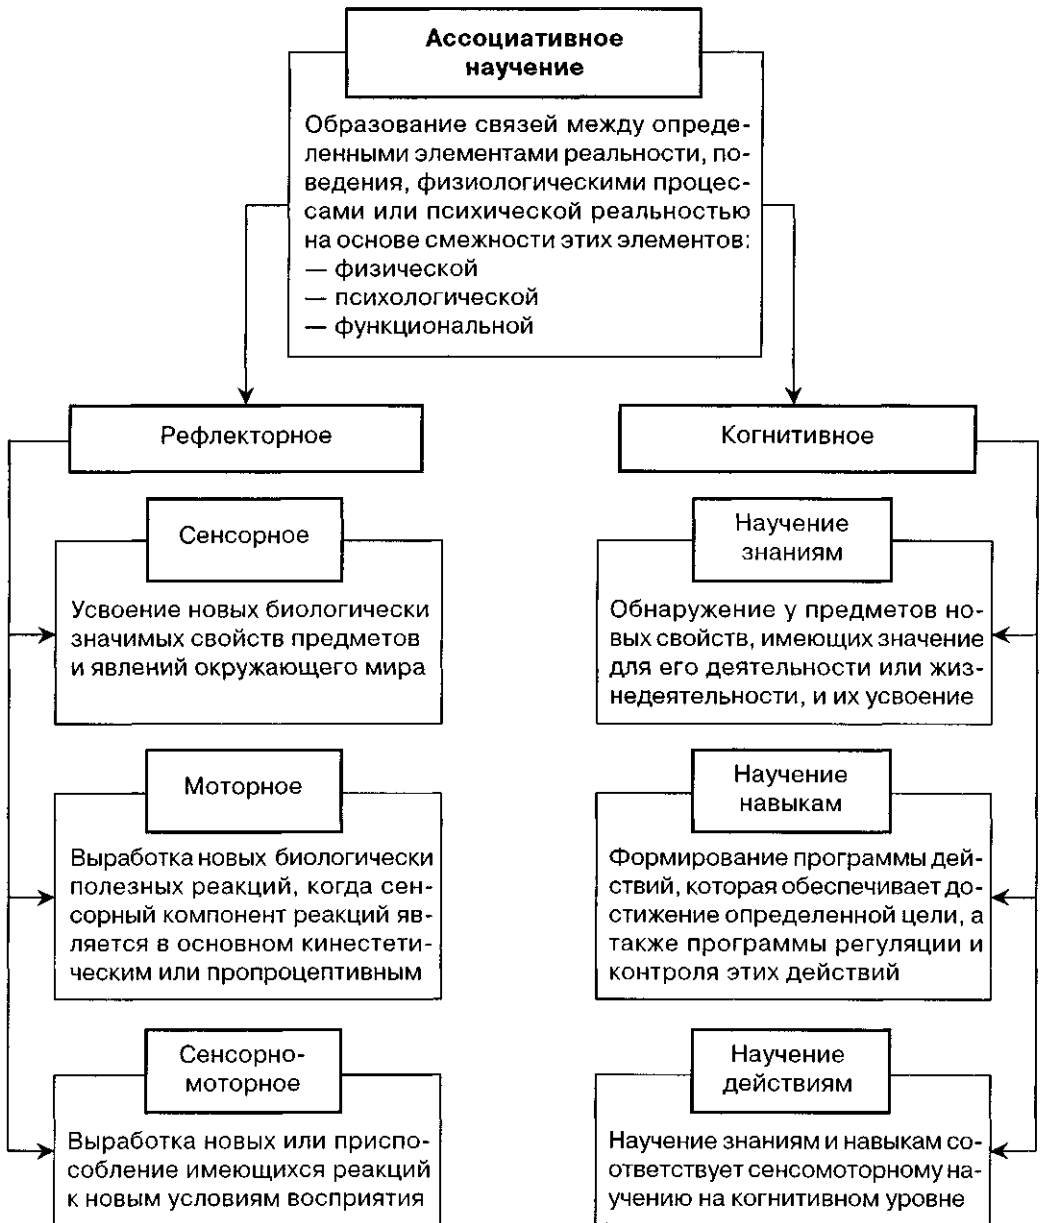 Ассоциативное
научение
Образование связей между опреде-
ленными элементами реальности, по-
ведения, физиологическими процес-
сами или психической реальностью
на основе смежности этих элементов:
— физической
— психологической
— функциональной
Рефлекторное
Когнитивное
Сенсорное
Усвоение новых биологически
значимых свойств предметов
и явлений окружающего мира
Научение
знаниям
Обнаружение у предметов но-
вых свойств, имеющих значение
для его деятельности или жиз-
недеятельности, и их усвоение
Моторное
Выработка новых биологически
полезных реакций, когда сен-
сорный компонент реакций яв-
ляется в основном кинестети-
ческим или пропроцептивным
Научение
навыкам
Формирование программы дей-
ствий, которая обеспечивает до-
стижение определенной цели, а
также программы регуляции и
контроля этих действий
Сенсорно-
моторное
Выработка новых или приспо-
собление имеющихся реакций
к новым условиям восприятия
Научение
действиям
Научение знаниям и навыкам со-
ответствует сенсомоторному на-
учению на когнитивном уровне